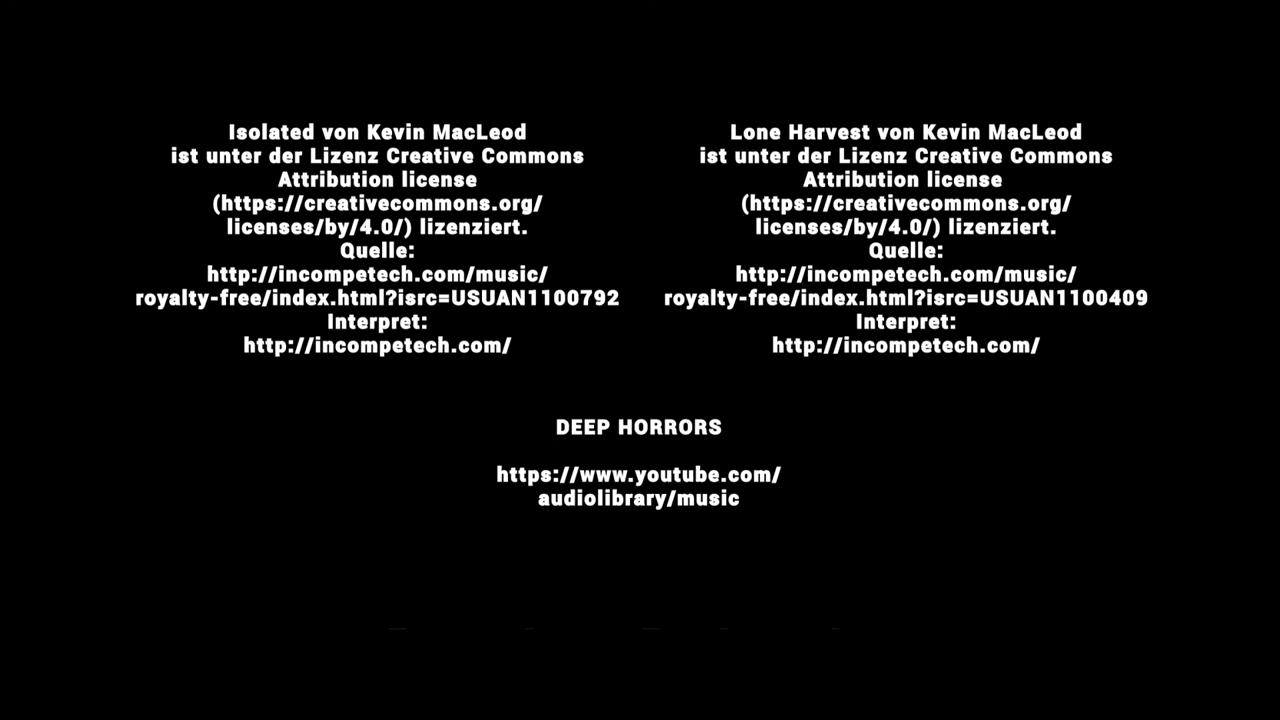 Isolated von Kevin MacLeod
ist unter der Lizenz Creative Commons
Attribution license
(https://creativecommons.org/
licenses/by/4.0/) lizenziert.
Quelle:
http://incompetech.com/music/
royalty-free/index.html?isrc=USUAN1100792
Interpret:
http://incompetech.com/
Lone Harvest von Kevin MacLeod
ist unter der Lizenz Creative Commons
Attribution license
(https://creativecommons.org/
licenses/by/4.0/) lizenziert.
Quelle:
http://incompetech.com/music/
royalty-free/index.html?isrc=USUAN1100409
Interpret:
http://incompetech.com/
DEEP HORRORS
https://www.youtube.com/
audiolibrary/music